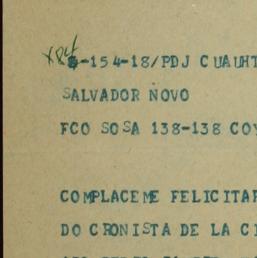 -154-18/PDJ CUAUHT
SALVADOR NOVO
FCO SOSA 138-138 COY
COMPLACEME FELICITAR
DO CRONISTA DE LA CI